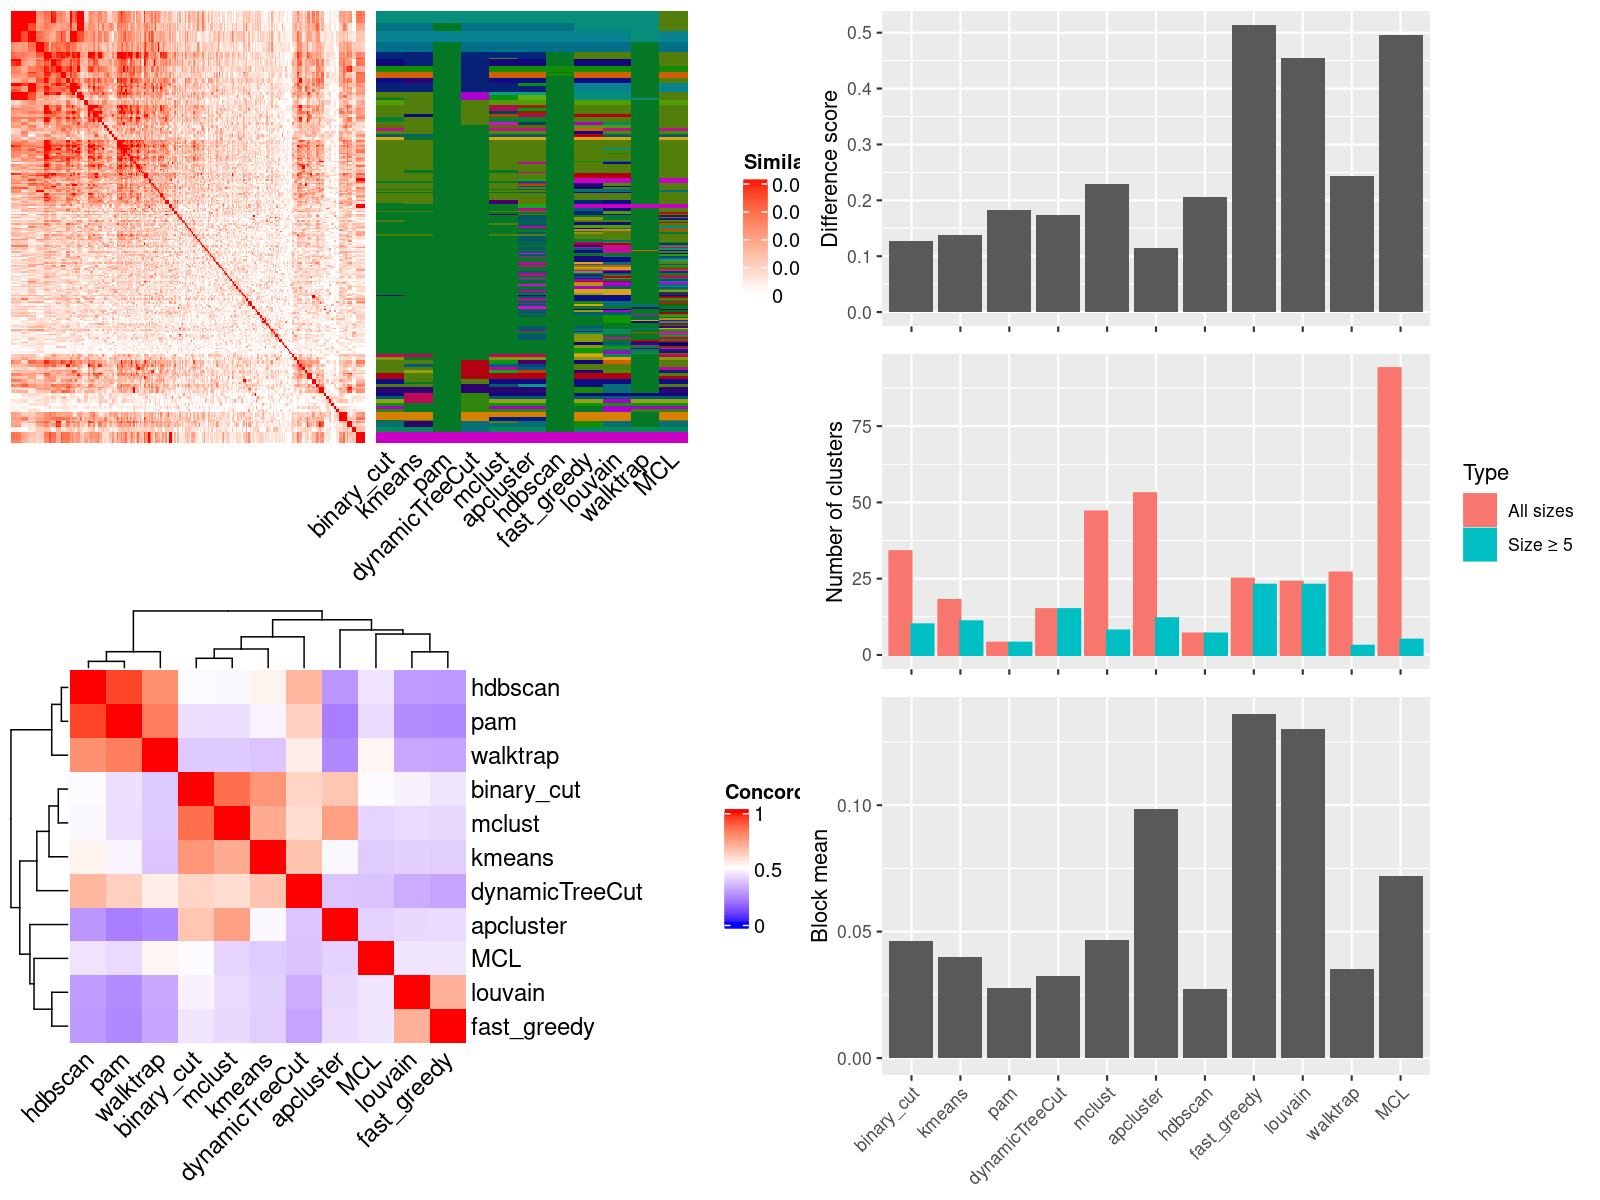 Simila
0.0
0.0
0.0
0.0
0
binary_cut
kmeans
pam
dynamicTreeCut
mclust
apcluster
hdbscan
fast_greedy
louvain
walktrap
MCL
hdbscan
pam
walktrap
binary_cut
mclust
kmeans
dynamicTreeCut
apcluster
MCL
louvain
fast_greedy
hdbscan
pam
walktrap
binary_cut
mclust
kmeans
dynamicTreeCut
apcluster
MCL
louvain
fast_greedy
Concord
1
0.5
0
Difference score
0.5
0.4
0.3
0.2
0.1
0.0
Number of clusters
75
50
25
0
Type
All sizes
Size ≥ 5
Block mean
0.10
0.05
0.00
binary_cut
kmeans
pam
dynamicTreeCut
mclust
apcluster
hdbscan
fast_greedy
louvain
walktrap
MCL